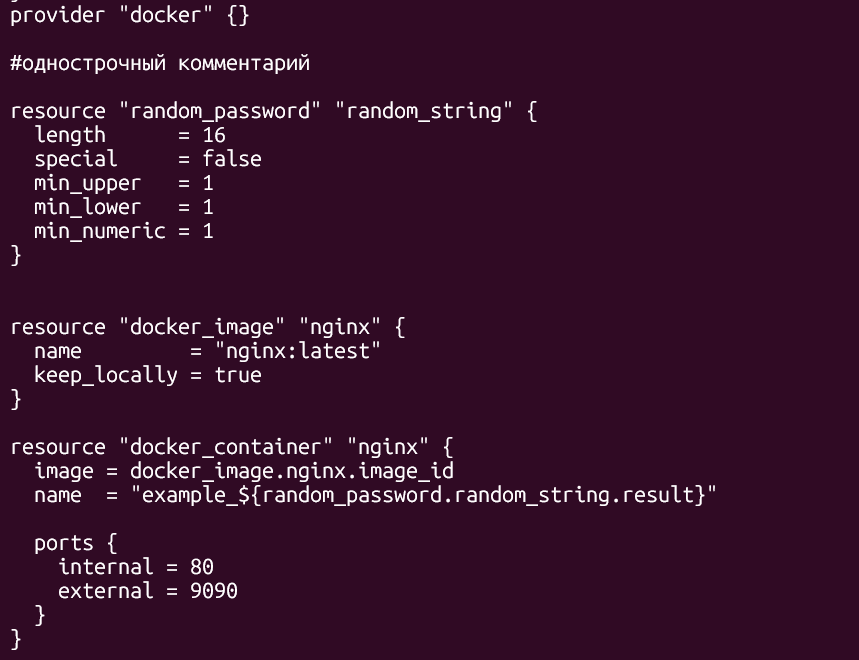 provider "docker" {}

#однострочный комментарий

resource "random_password" "random_string" {
  length      = 16
  special     = false
  min_upper   = 1
  min_lower   = 1
  min_numeric = 1
}


resource "docker_image" "nginx" {
  name         = "nginx:latest"
  keep_locally = true
}

resource "docker_container" "nginx" {
  image = docker_image.nginx.image_id
  name  = "example_${random_password.random_string.result}"

  ports {
    internal = 80
    external = 9090
  }
}